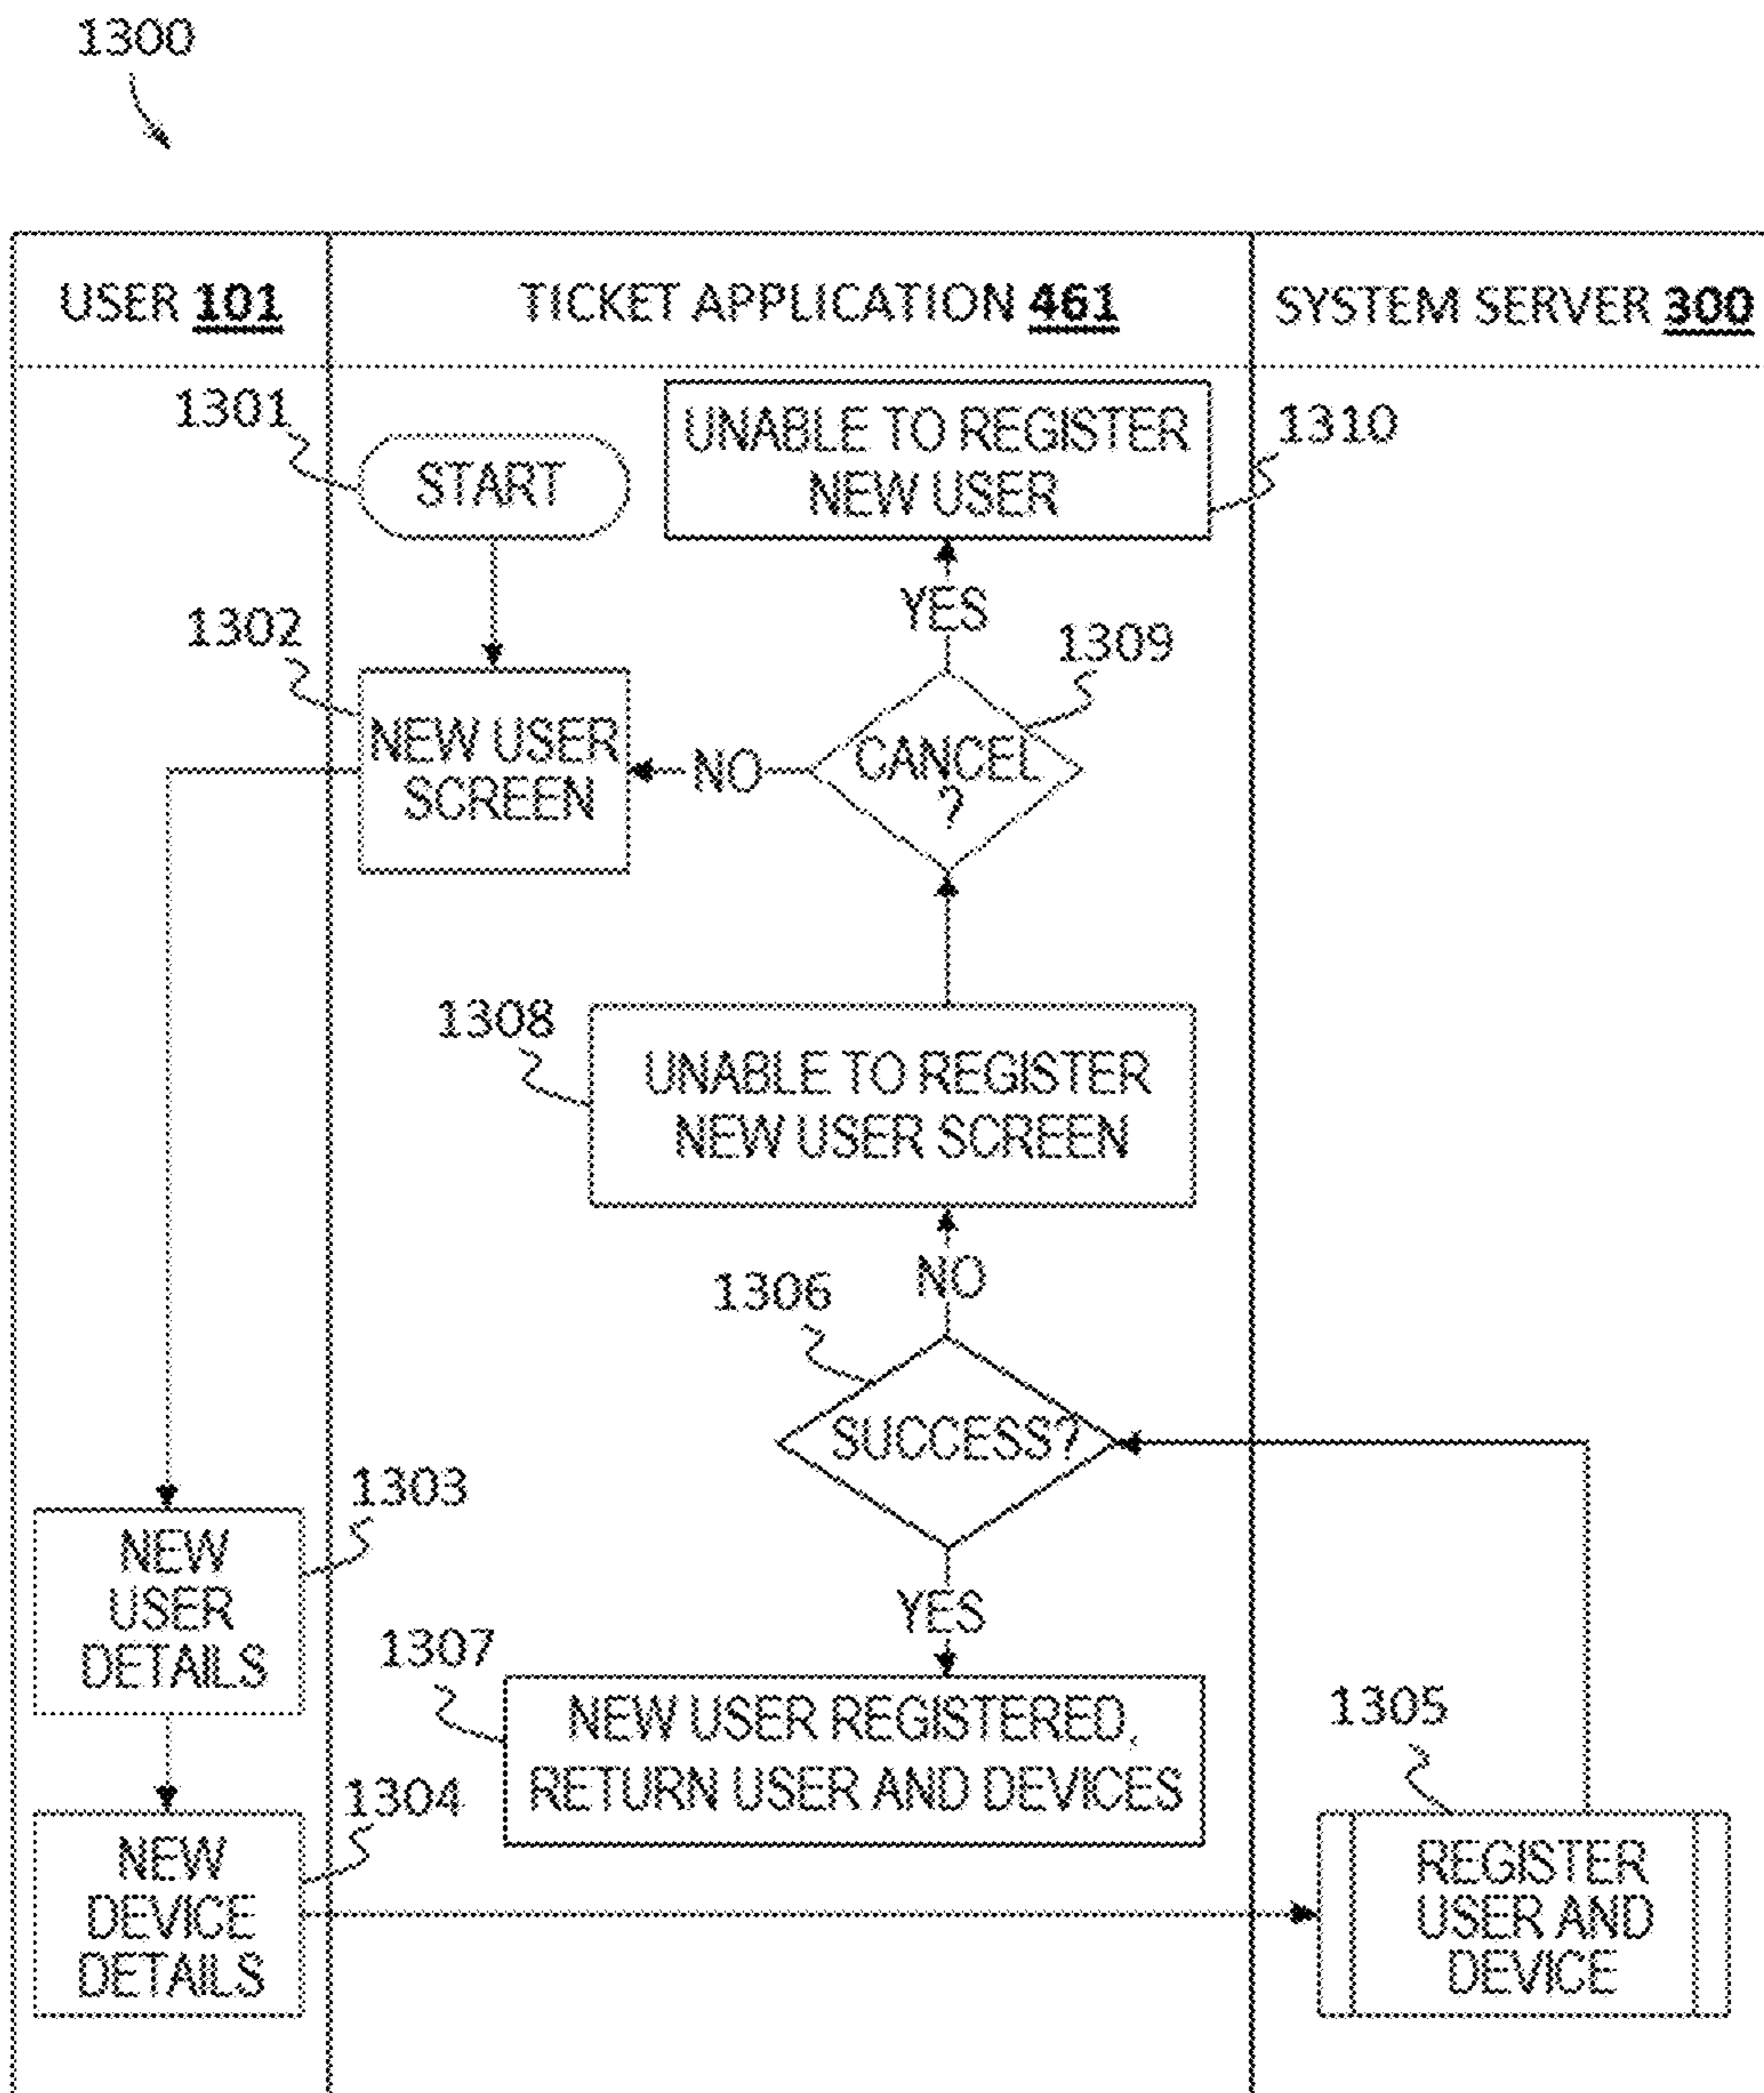 1300
USER 101
TICKET APPLICATION 461
SYSTEM SERVER 300
1301
START
UNABLE TO REGISTER
NEW USER
1310
YES
1302
1309
NEW USER
SCREEN
NO
CANCEL
?
1308
UNABLE TO REGISTER
NEW USER SCREEN
NO
1306
SUCCESS?
1303
NEW
USER
DETAILS
YES
1307
NEW USER REGISTERED,
RETURN USER AND DEVICES
1305
1304
NEW
DEVICE
DETAILS
REGISTER
USER AND
DEVICE